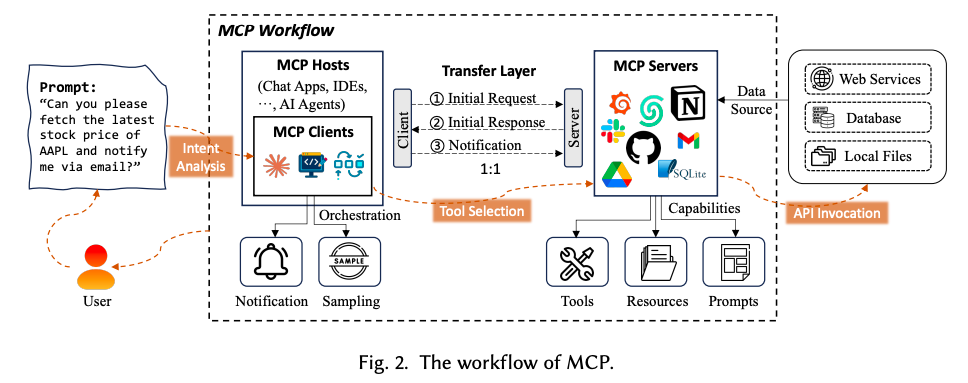 MCP Workflow
Prompt:
“Can you please
fetch the latest
stock price of
AAPL and notify
me via email?”
User
Intent
Analysis
MCP Hosts
(Chat Apps, IDEs,
⋯, AI Agents)
MCP Clients
Orchestration
Notification
SAMPLE
Sampling
Transfer Layer
Client
① Initial Request
② Initial Response
③ Notification
1:1
Server
Tool Selection
MCP Servers
SQLite
Capabilities
Tools
Resources
Prompts
Data
Source
API Invocation
Web Services
Database
Local Files
Fig. 2. The workflow of MCP.